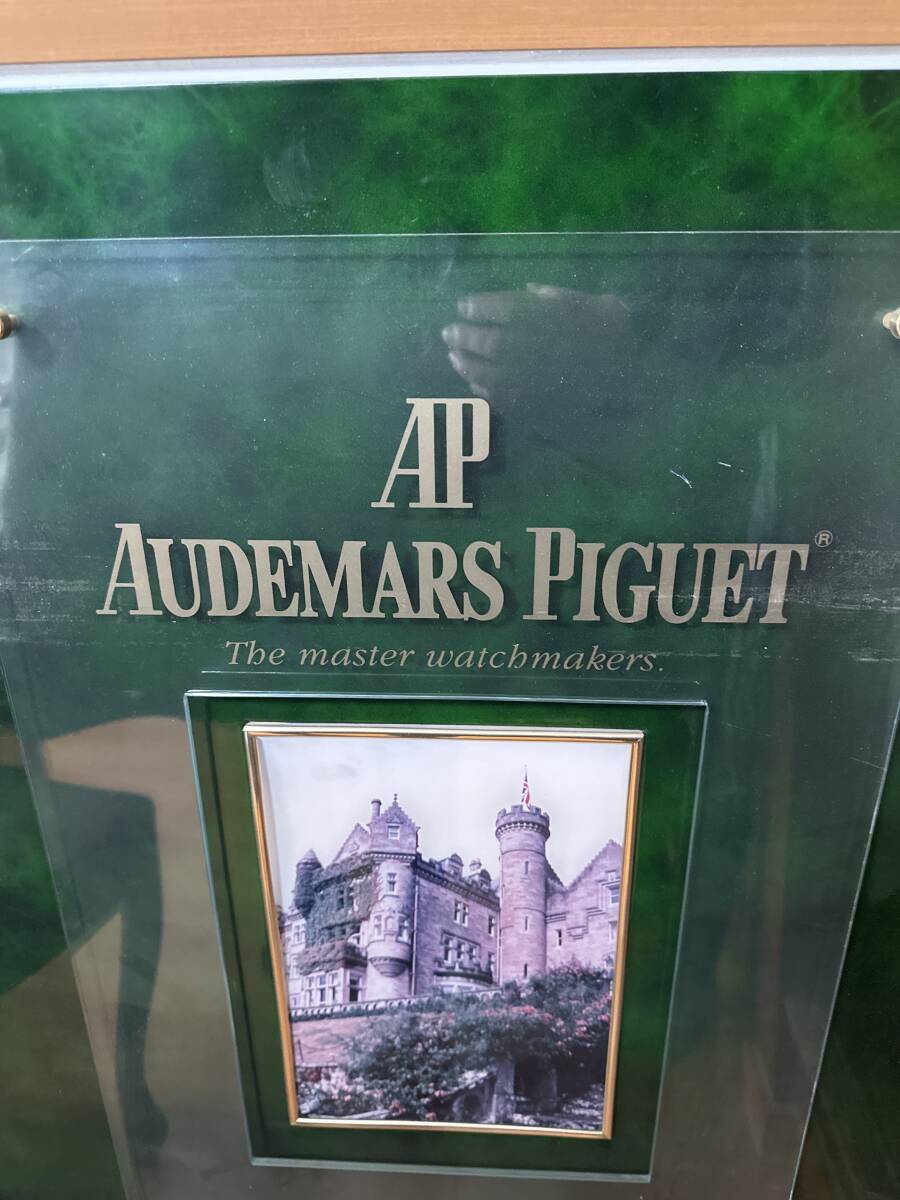 AP
AUDEMARS PIGUET®
The master watchmakers.